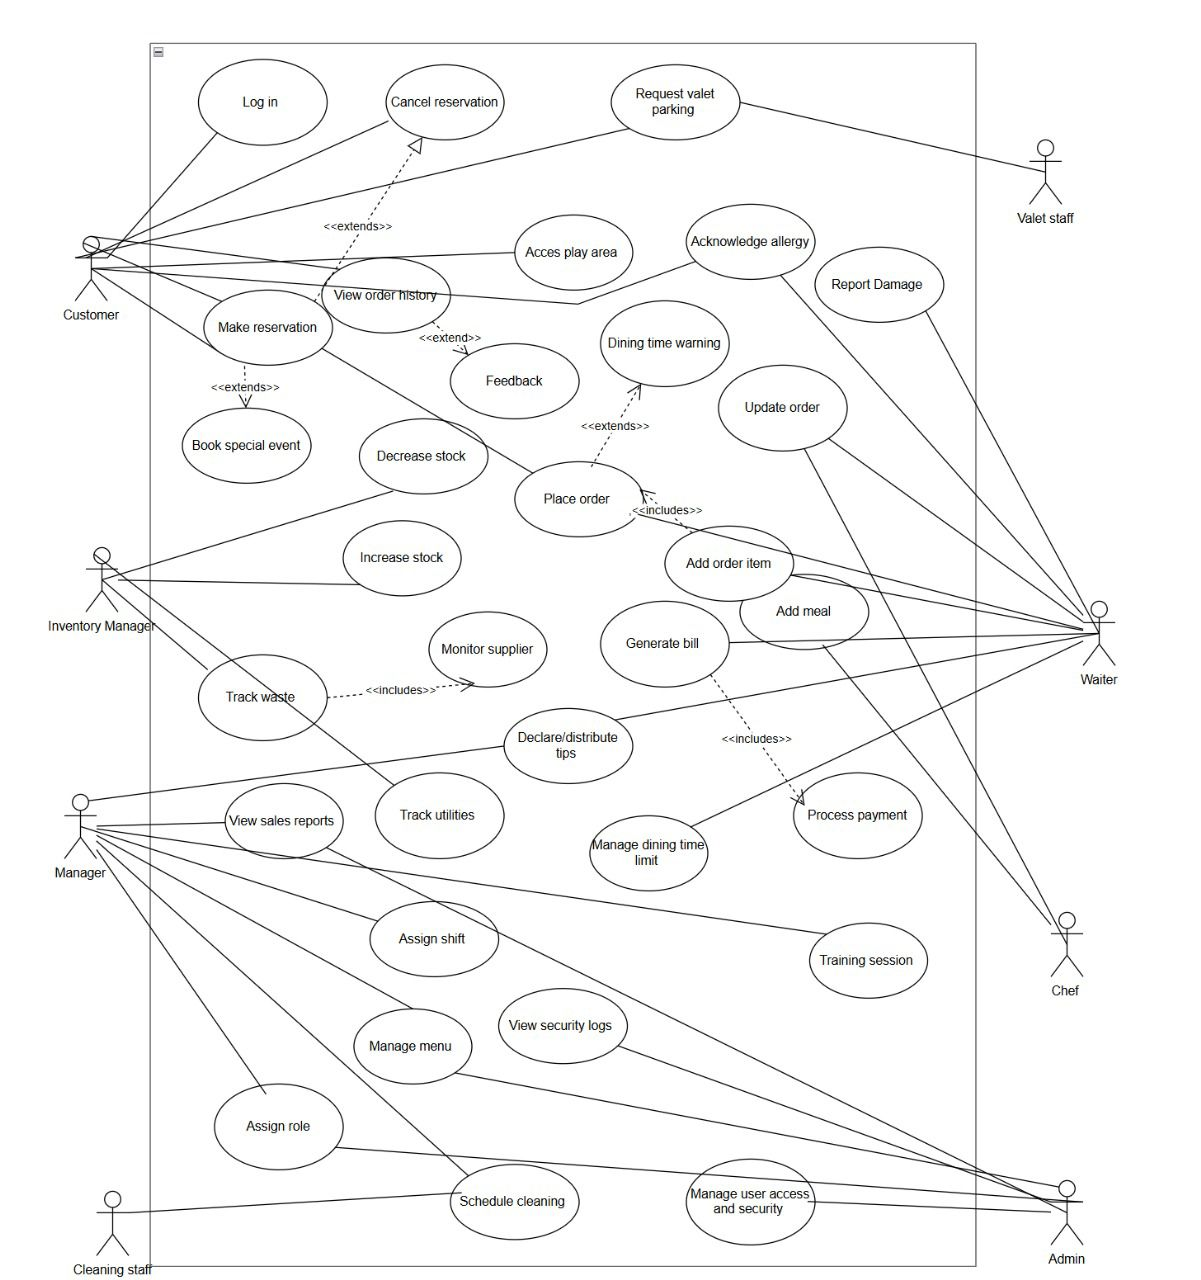 Log in
Cancel reservation
Request valet
parking
Valet staff
<<extends>>
Acces play area
Acknowledge allergy
Report Damage
Customer
View order history
Make reservation
<<extend>>
Dining time warning
<<extends>>
Feedback
Update order
Book special event
Decrease stock
<<extends>>
Place order
<<includes>>
Increase stock
Add order item
Add meal
Inventory Manager
Monitor supplier
Generate bill
Waiter
Track waste
<<includes>>
Declare/distribute
tips
<<includes>>
View sales reports
Track utilities
Process payment
Manage dining time
limit
Manager
Assign shift
Training session
Chef
View security logs
Manage menu
Assign role
Schedule cleaning
Manage user access
and security
Cleaning staff
Admin